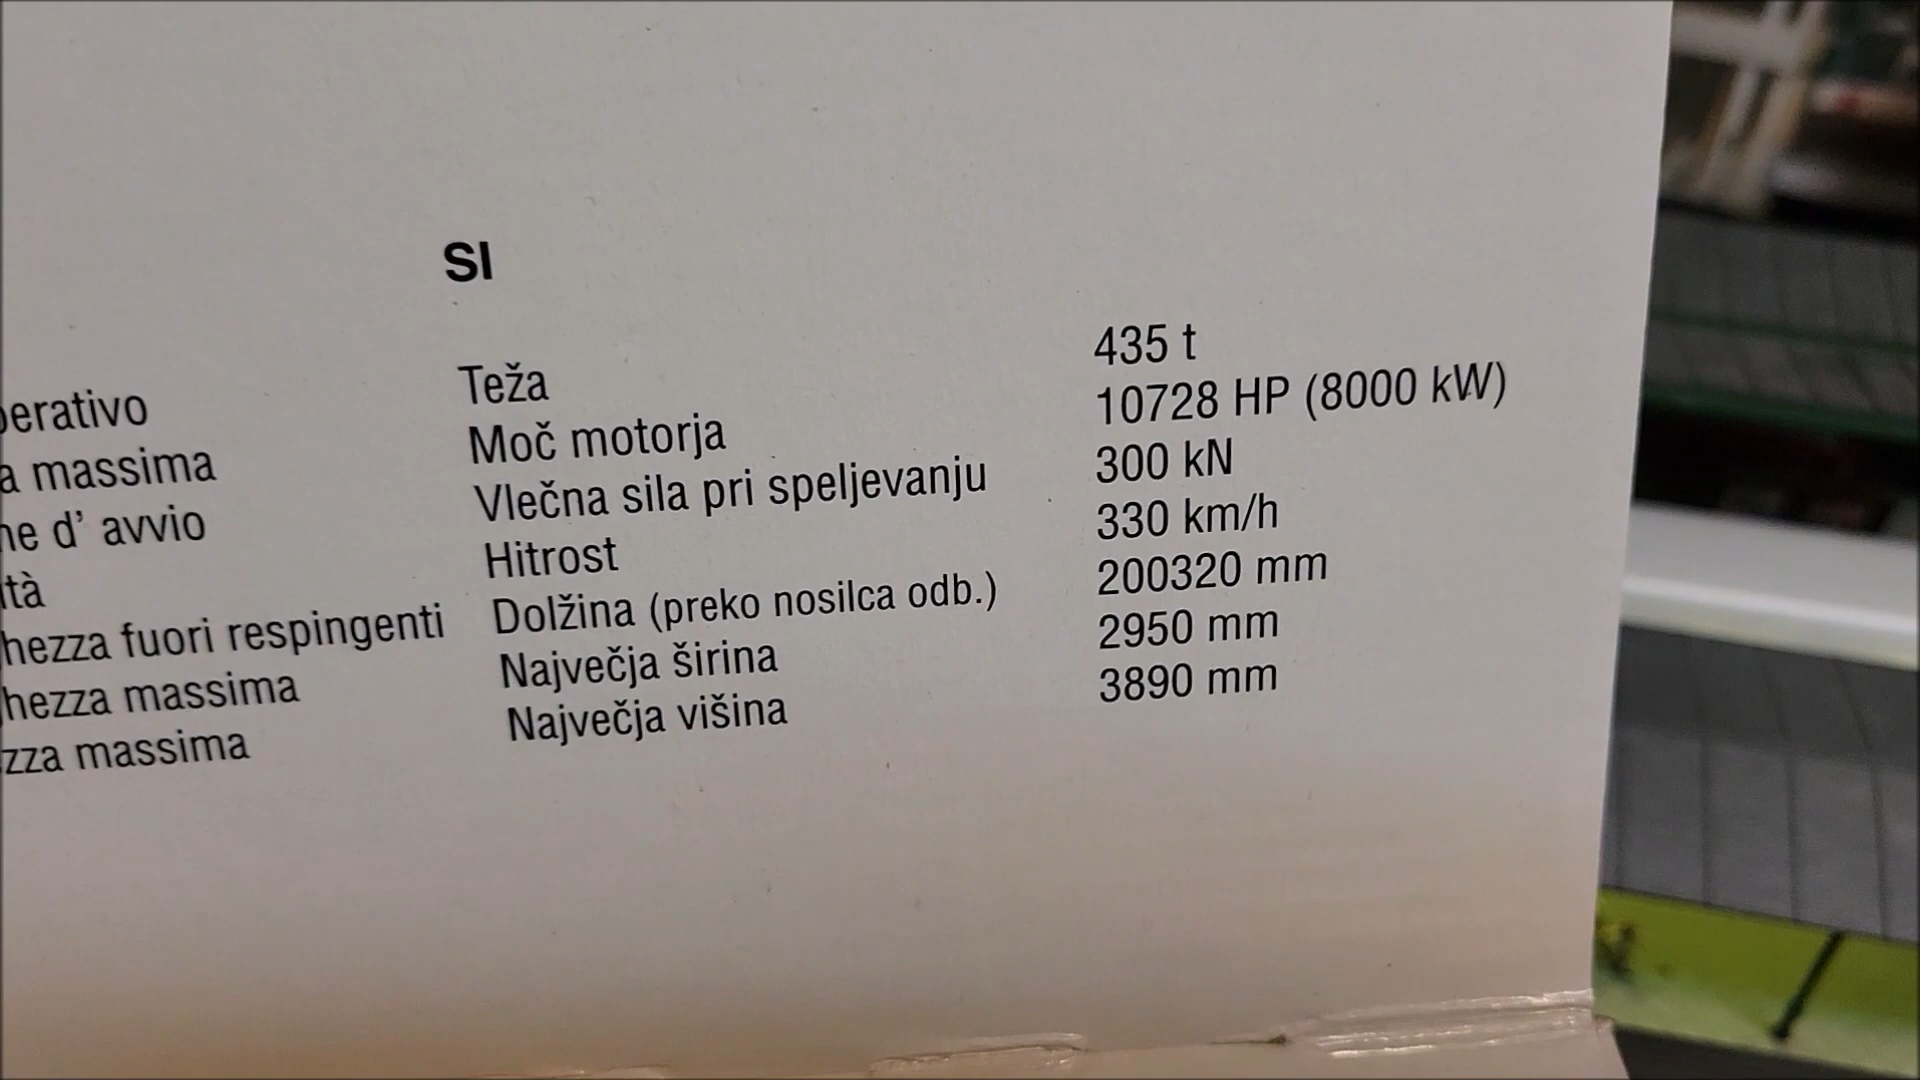 SI
perativo Teža 435 t
a massima Moč motorja 10728 HP (8000 kW)
ne d' avvio Vlečna sila pri speljevanju 300 kN
ità Hitrost 330 km/h
hezza fuori respingenti Dolžina (preko nosilca odb.) 200320 mm
hezza massima Največja širina 2950 mm
zza massima Največja višina 3890 mm